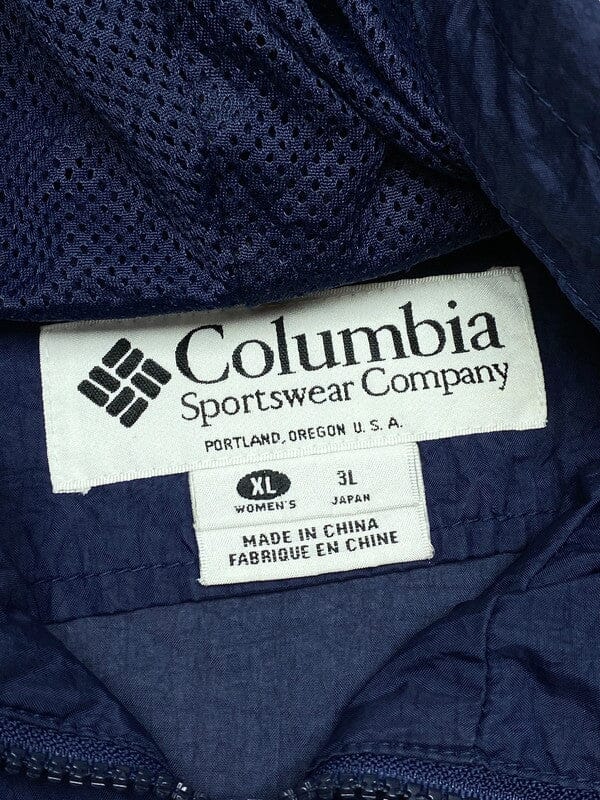 Columbia
Sportswear Company
PORTLAND, OREGON U. S. A.
XL 3L
WOMEN'S JAPAN
MADE IN CHINA
FABRIQUE EN CHINE